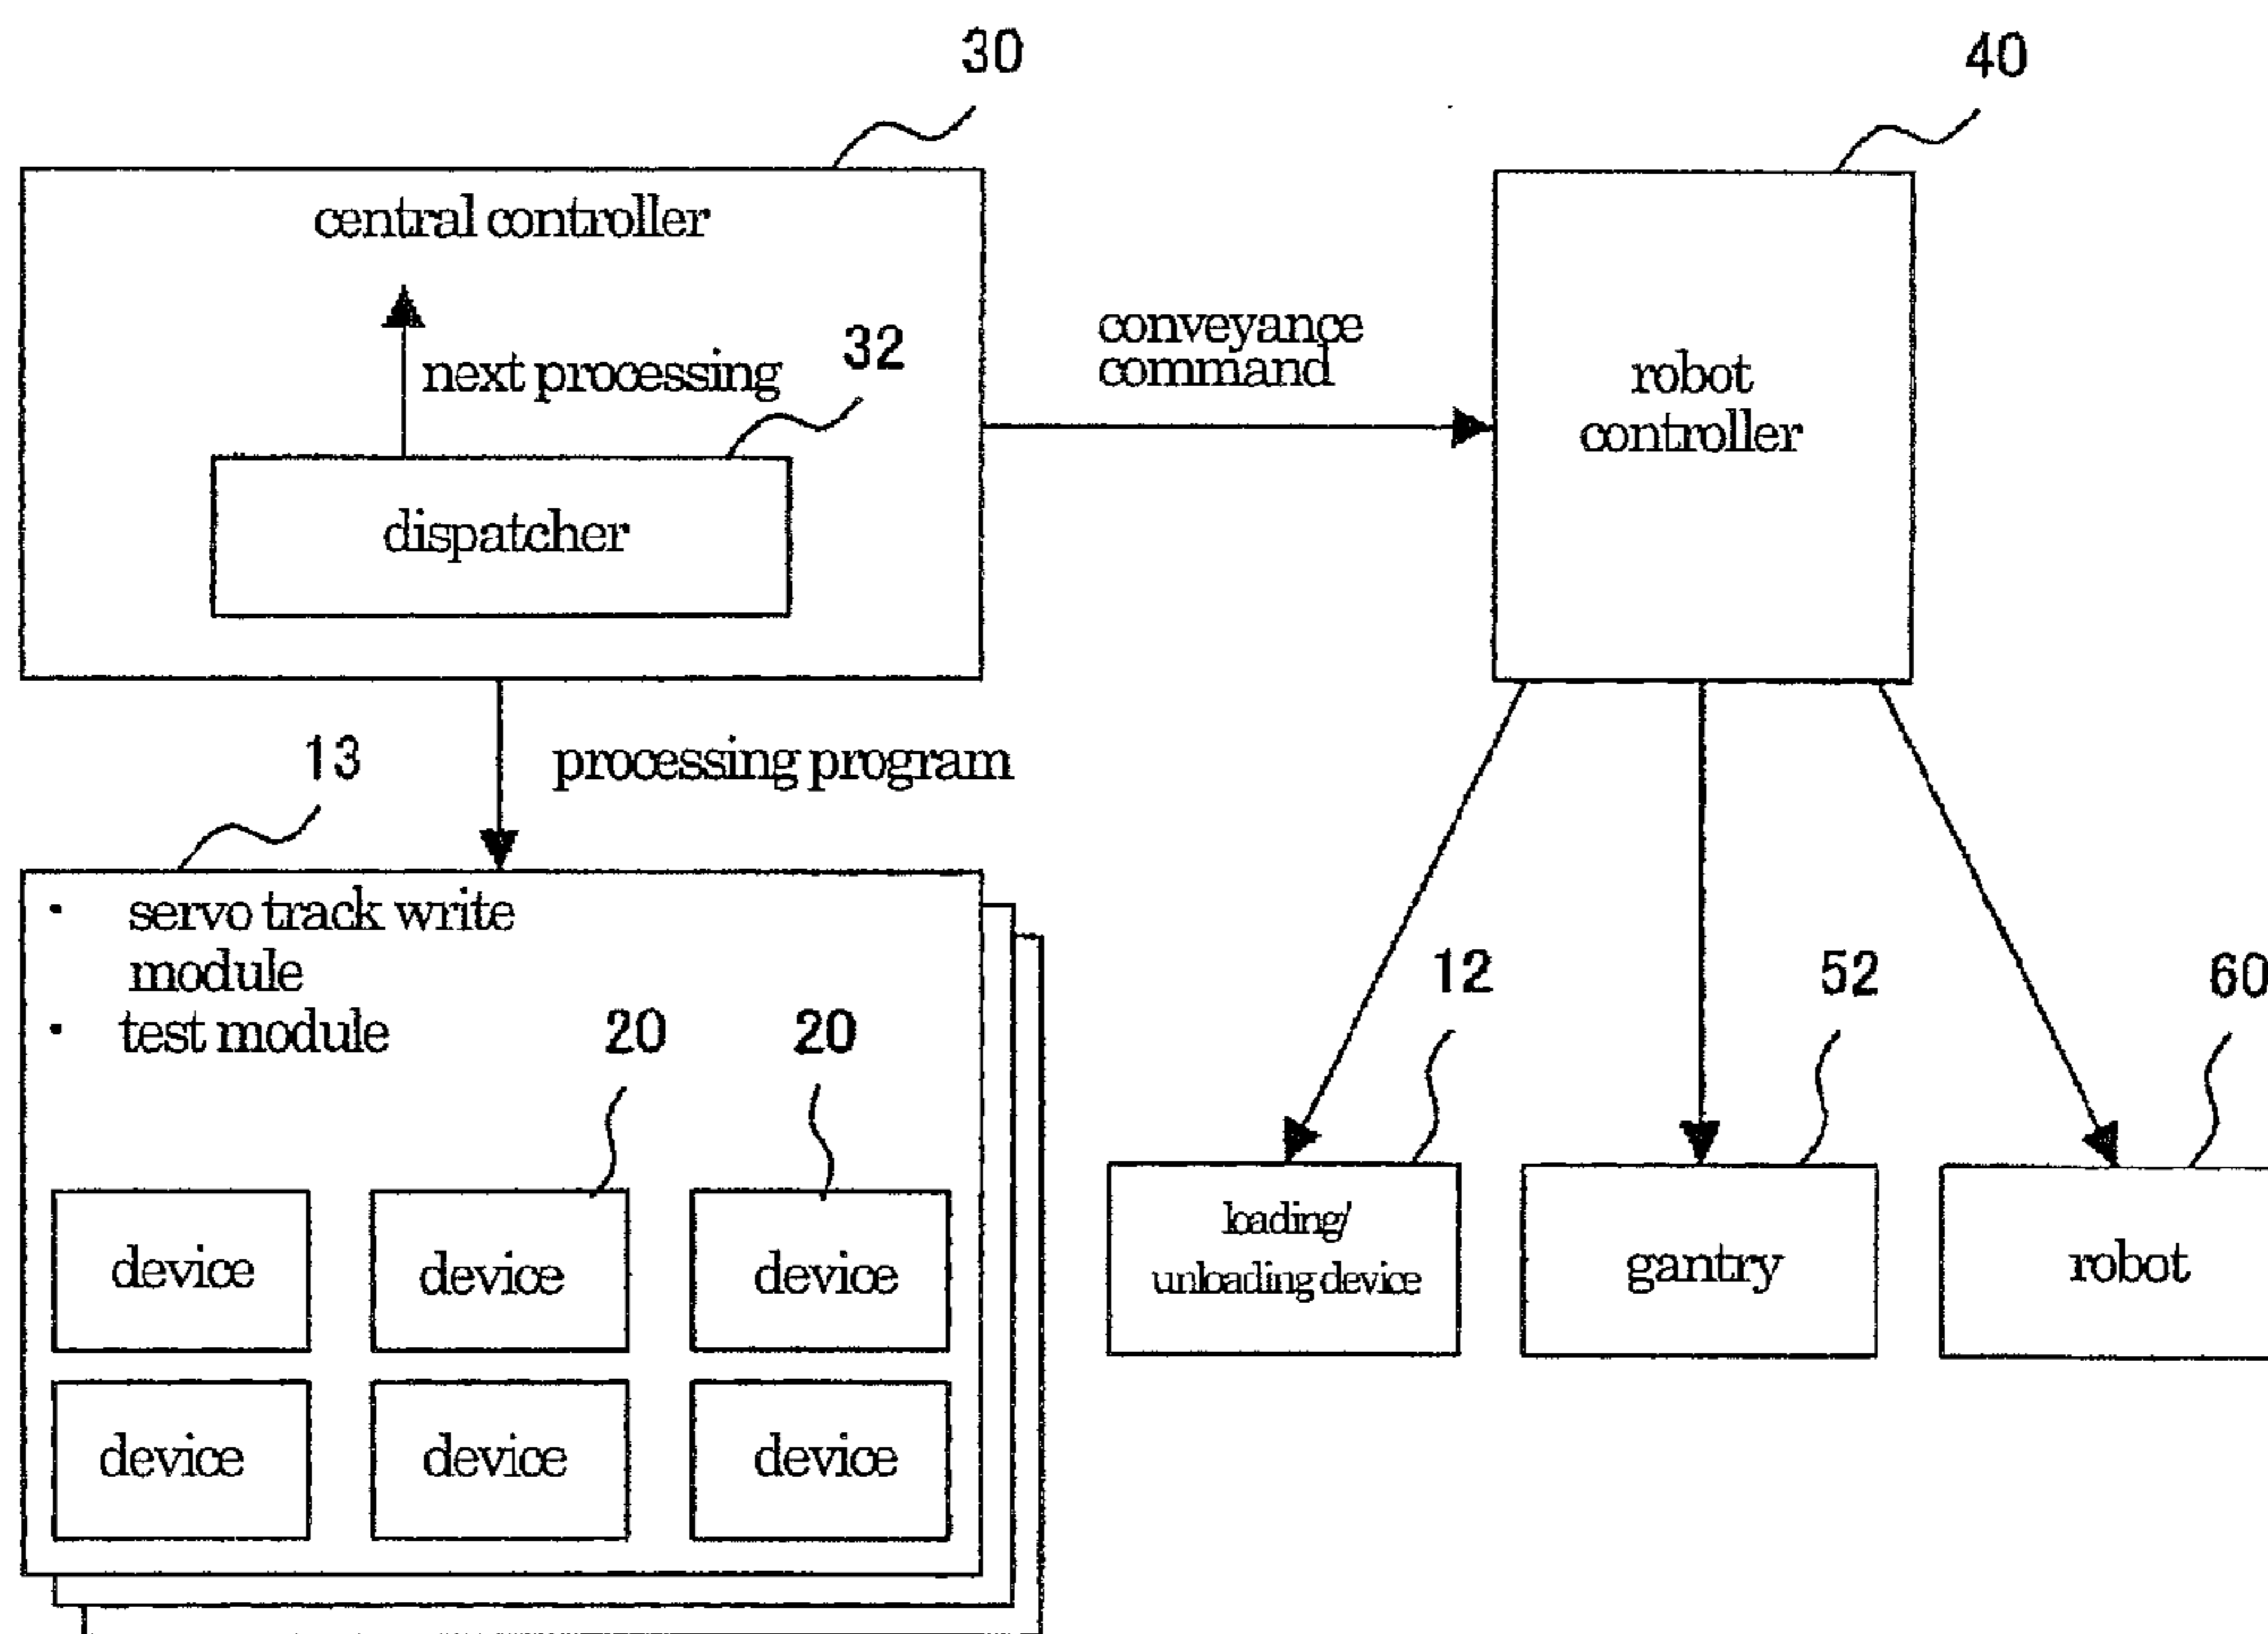 30
40
central controller
next processing
32
dispatcher
conveyance
command
robot
controller
13
processing program
• servo track write
module
• test module
20
20
device
device
device
device
device
device
12
52
60
loading/
unloading device
gantry
robot